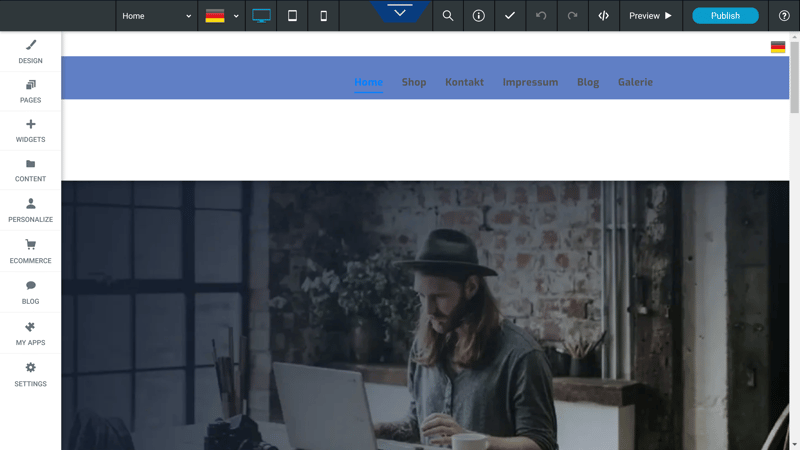 Home
Preview
Publish
DESIGN
PAGES
WIDGETS
CONTENT
PERSONALIZE
ECOMMERCE
BLOG
MY APPS
SETTINGS
Home Shop Kontakt Impressum Blog Galerie